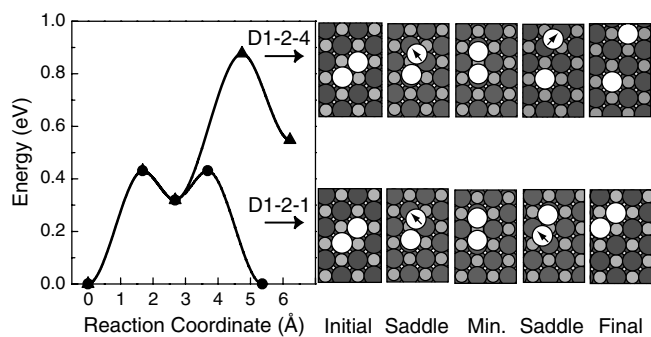 Energy (eV)
1.0
0.8
0.6
0.4
0.2
0.0
D1-2-4
D1-2-1
0 1 2 3 4 5 6
Reaction Coordinate (Å)
Initial Saddle Min. Saddle Final